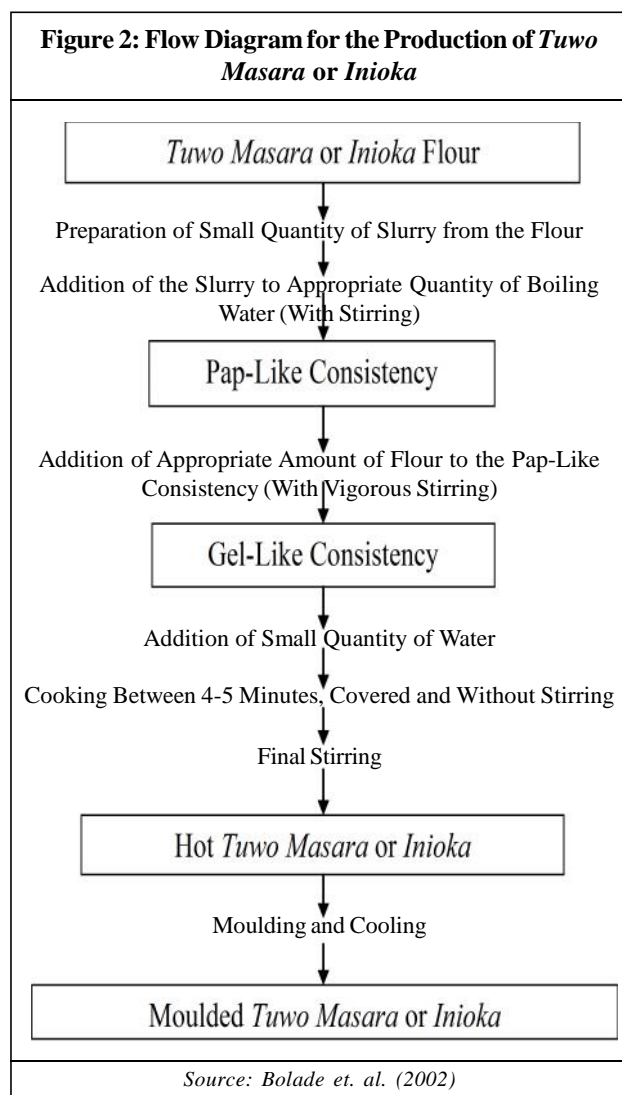 Figure 2: Flow Diagram for the Production of Tuwo
Masara or Inioka
Tuwo Masara or Inioka Flour
Preparation of Small Quantity of Slurry from the Flour
Addition of the Slurry to Appropriate Quantity of Boiling
Water (With Stirring)
Pap-Like Consistency
Addition of Appropriate Amount of Flour to the Pap-Like
Consistency (With Vigorous Stirring)
Gel-Like Consistency
Addition of Small Quantity of Water
Cooking Between 4-5 Minutes, Covered and Without Stirring
Final Stirring
Hot Tuwo Masara or Inioka
Moulding and Cooling
Moulded Tuwo Masara or Inioka
Source: Bolade et. al. (2002)